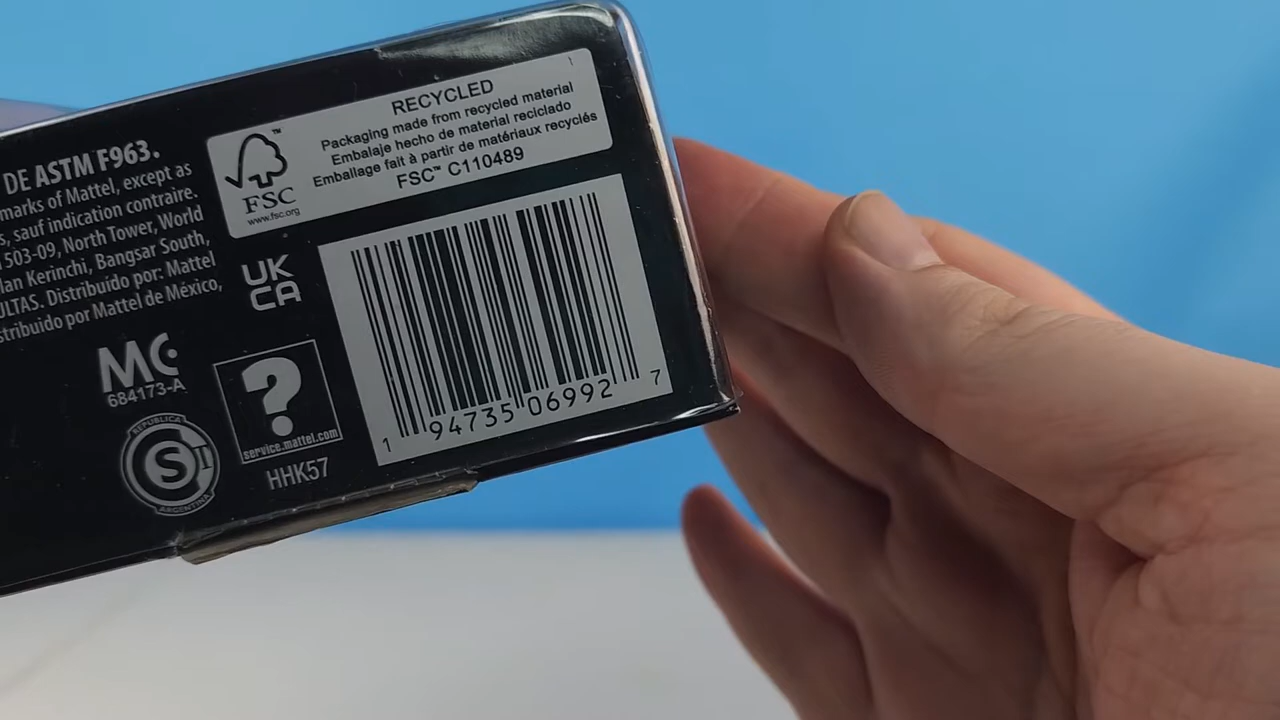 DE ASTM F963.
marks of Mattel, except as
s, sauf indication contraire.
503-09, North Tower, World
lan Kerinchi, Bangsar South,
ULTAS. Distribuido por: Mattel
stribuido por Mattel de México,
MC
684173-A
REPUBLICA
S
ARGENTINA
FSC™
www.fsc.org
RECYCLED
Packaging made from recycled material
Embalaje hecho de material reciclado
Emballage fait à partir de matériaux recyclés
FSC™ C110489
UK
CA
?
service.mattel.com
HHK57
1 94735 06992 7